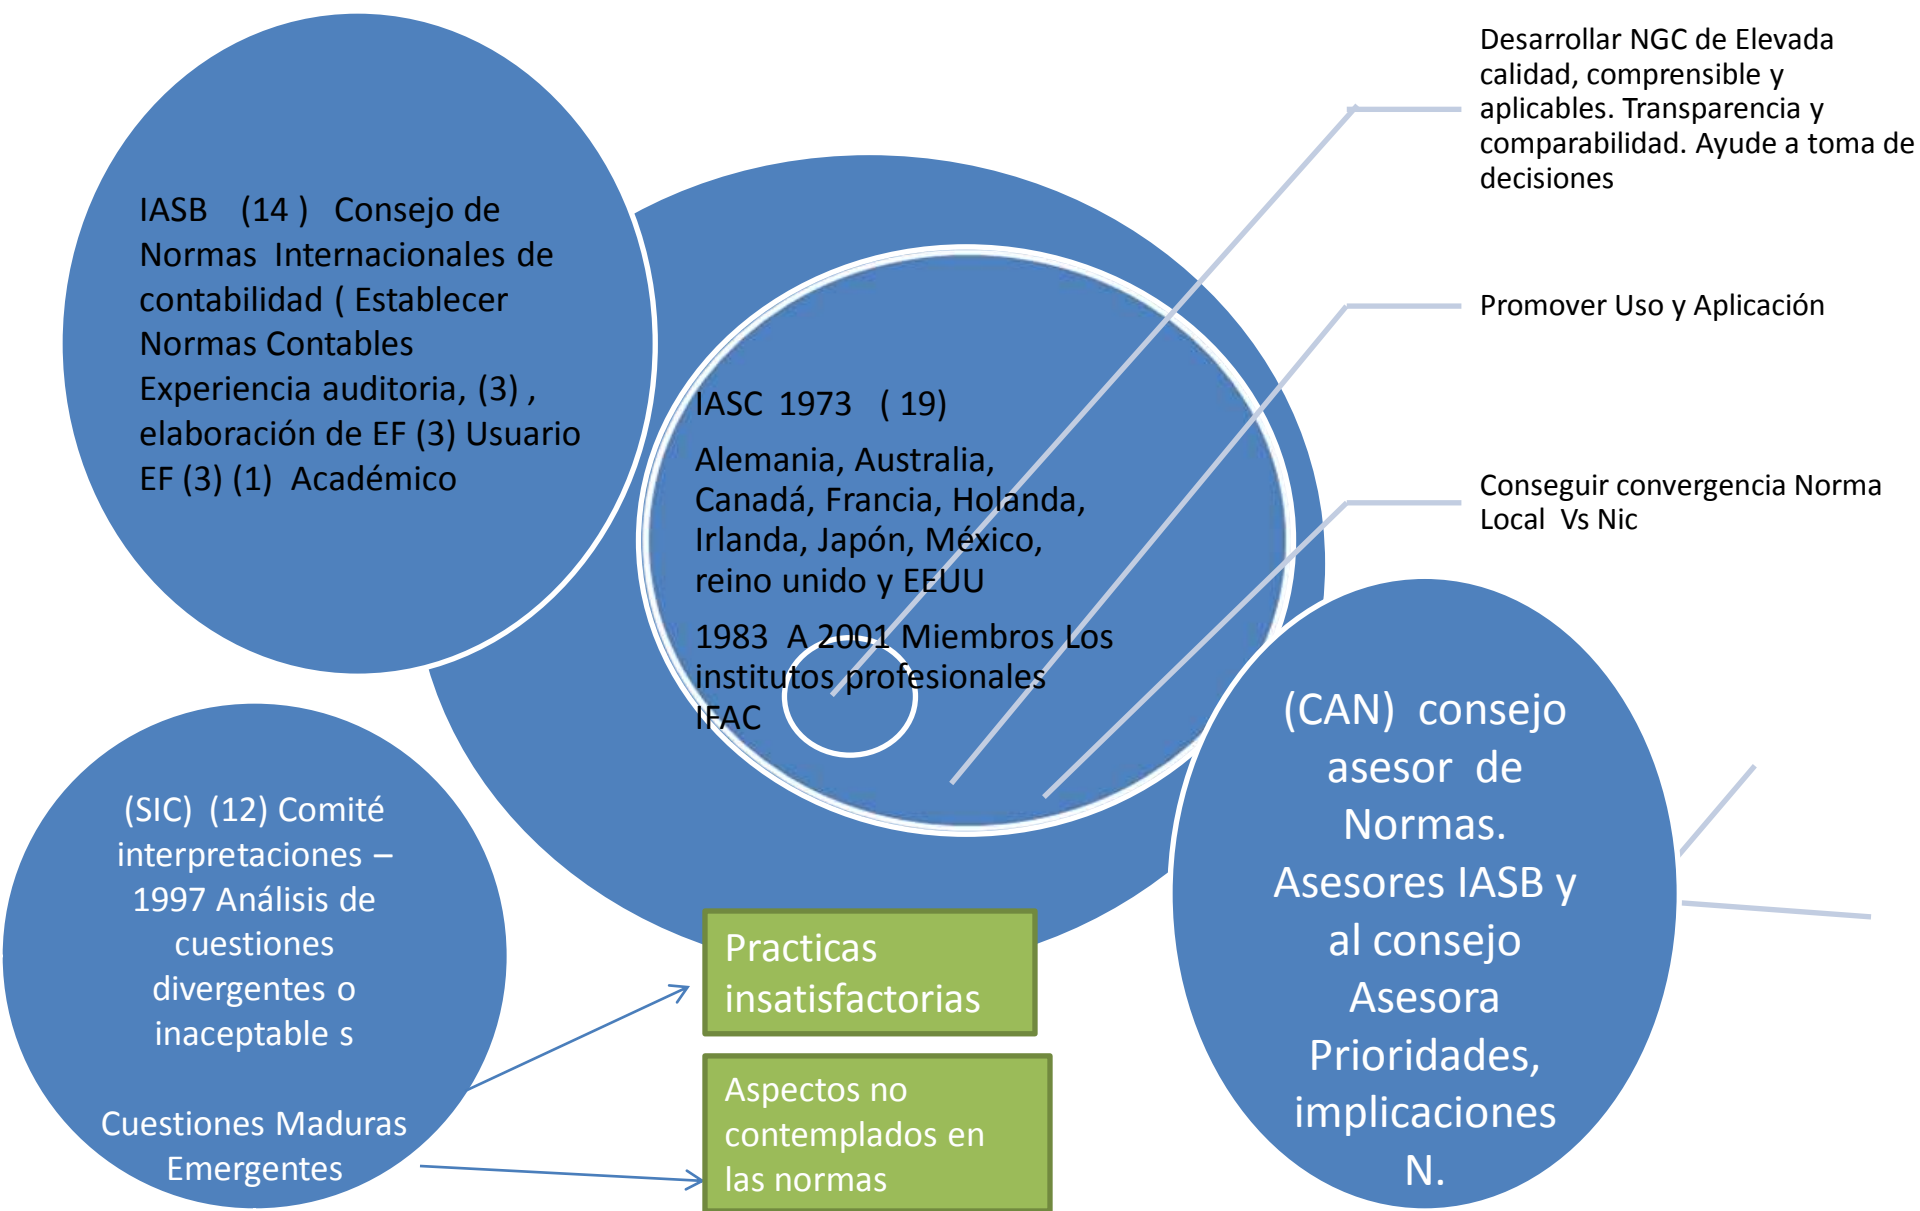 IASB (14 ) Consejo de
Normas Internacionales de
contabilidad ( Establecer
Normas Contables
Experiencia auditoria, (3) ,
elaboración de EF (3) Usuario
EF (3) (1) Académico
IASC 1973 ( 19)
Alemania, Australia,
Canadá, Francia, Holanda,
Irlanda, Japón, México,
reino unido y EEUU
1983 A 2001 Miembros Los
institutos profesionales
IFAC
Desarrollar NGC de Elevada
calidad, comprensible y
aplicables. Transparencia y
comparabilidad. Ayude a toma de
decisiones
Promover Uso y Aplicación
Conseguir convergencia Norma
Local Vs Nic
(SIC) (12) Comité
interpretaciones –
1997 Análisis de
cuestiones
divergentes o
inaceptable s
Cuestiones Maduras
Emergentes
Practicas
insatisfactorias
Aspectos no
contemplados en
las normas
(CAN) consejo
asesor de
Normas.
Asesores IASB y
al consejo
Asesora
Prioridades,
implicaciones
N.